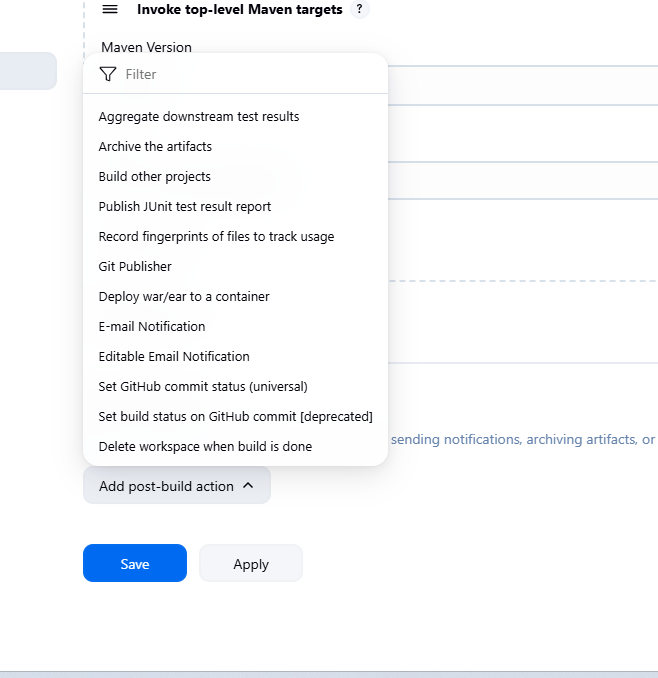 Invoke top-level Maven targets ?
Maven Version
Filter
Aggregate downstream test results
Archive the artifacts
Build other projects
Publish JUnit test result report
Record fingerprints of files to track usage
Git Publisher
Deploy war/ear to a container
E-mail Notification
Editable Email Notification
Set GitHub commit status (universal)
Set build status on GitHub commit [deprecated]
sending notifications, archiving artifacts, or
Delete workspace when build is done
Add post-build action
Save
Apply